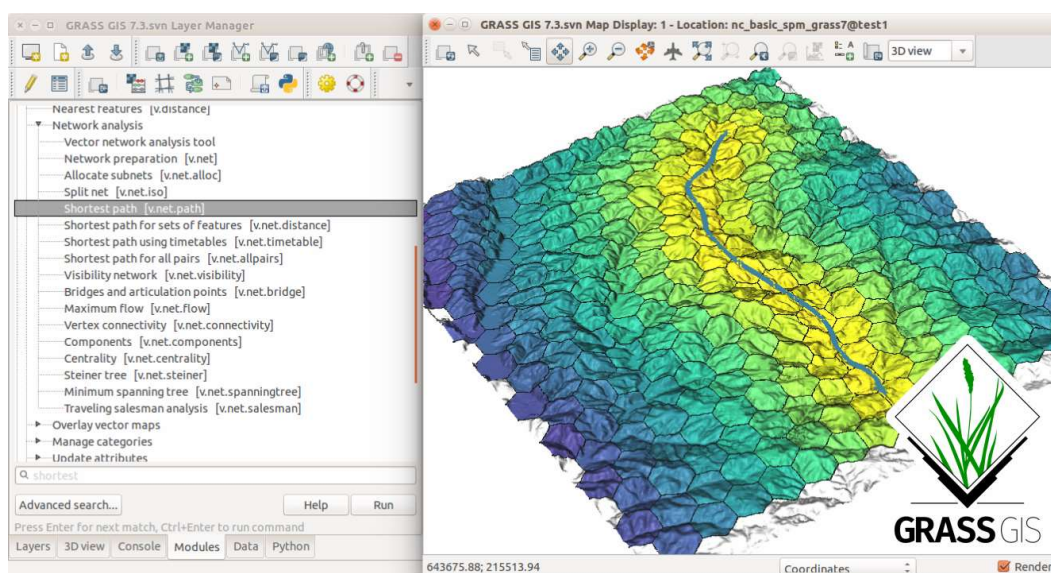 GRASS GIS 7.3.svn Layer Manager
Nearest features [v.distance]
Network analysis
Vector network analysis tool
Network preparation [v.net]
Allocate subnets [v.net.alloc]
Split net [v.net.iso]
Shortest path [v.net.path]
Shortest path for sets of features [v.net.distance]
Shortest path using timetables [v.net.timetable]
Shortest path for all pairs [v.net.allpairs]
Visibility network [v.net.visibility]
Bridges and articulation points [v.net.bridge]
Maximum flow [v.net.flow]
Vertex connectivity [v.net.connectivity]
Components [v.net.components]
Centrality [v.net.centrality]
Steiner tree [v.net.steiner]
Minimum spanning tree [v.net.spanningtree]
Traveling salesman analysis [v.net.salesman]
Overlay vector maps
Manage categories
Update attributes
shortest
Advanced search... Help Run
Press Enter for next match, Ctrl+Enter to run command
Layers 3D view Console Modules Data Python
GRASS GIS 7.3.svn Map Display: 1 - Location: nc_basic_spm_grass7@test1
3D view
GRASS GIS
643675.88; 215513.94 Coordinates Render